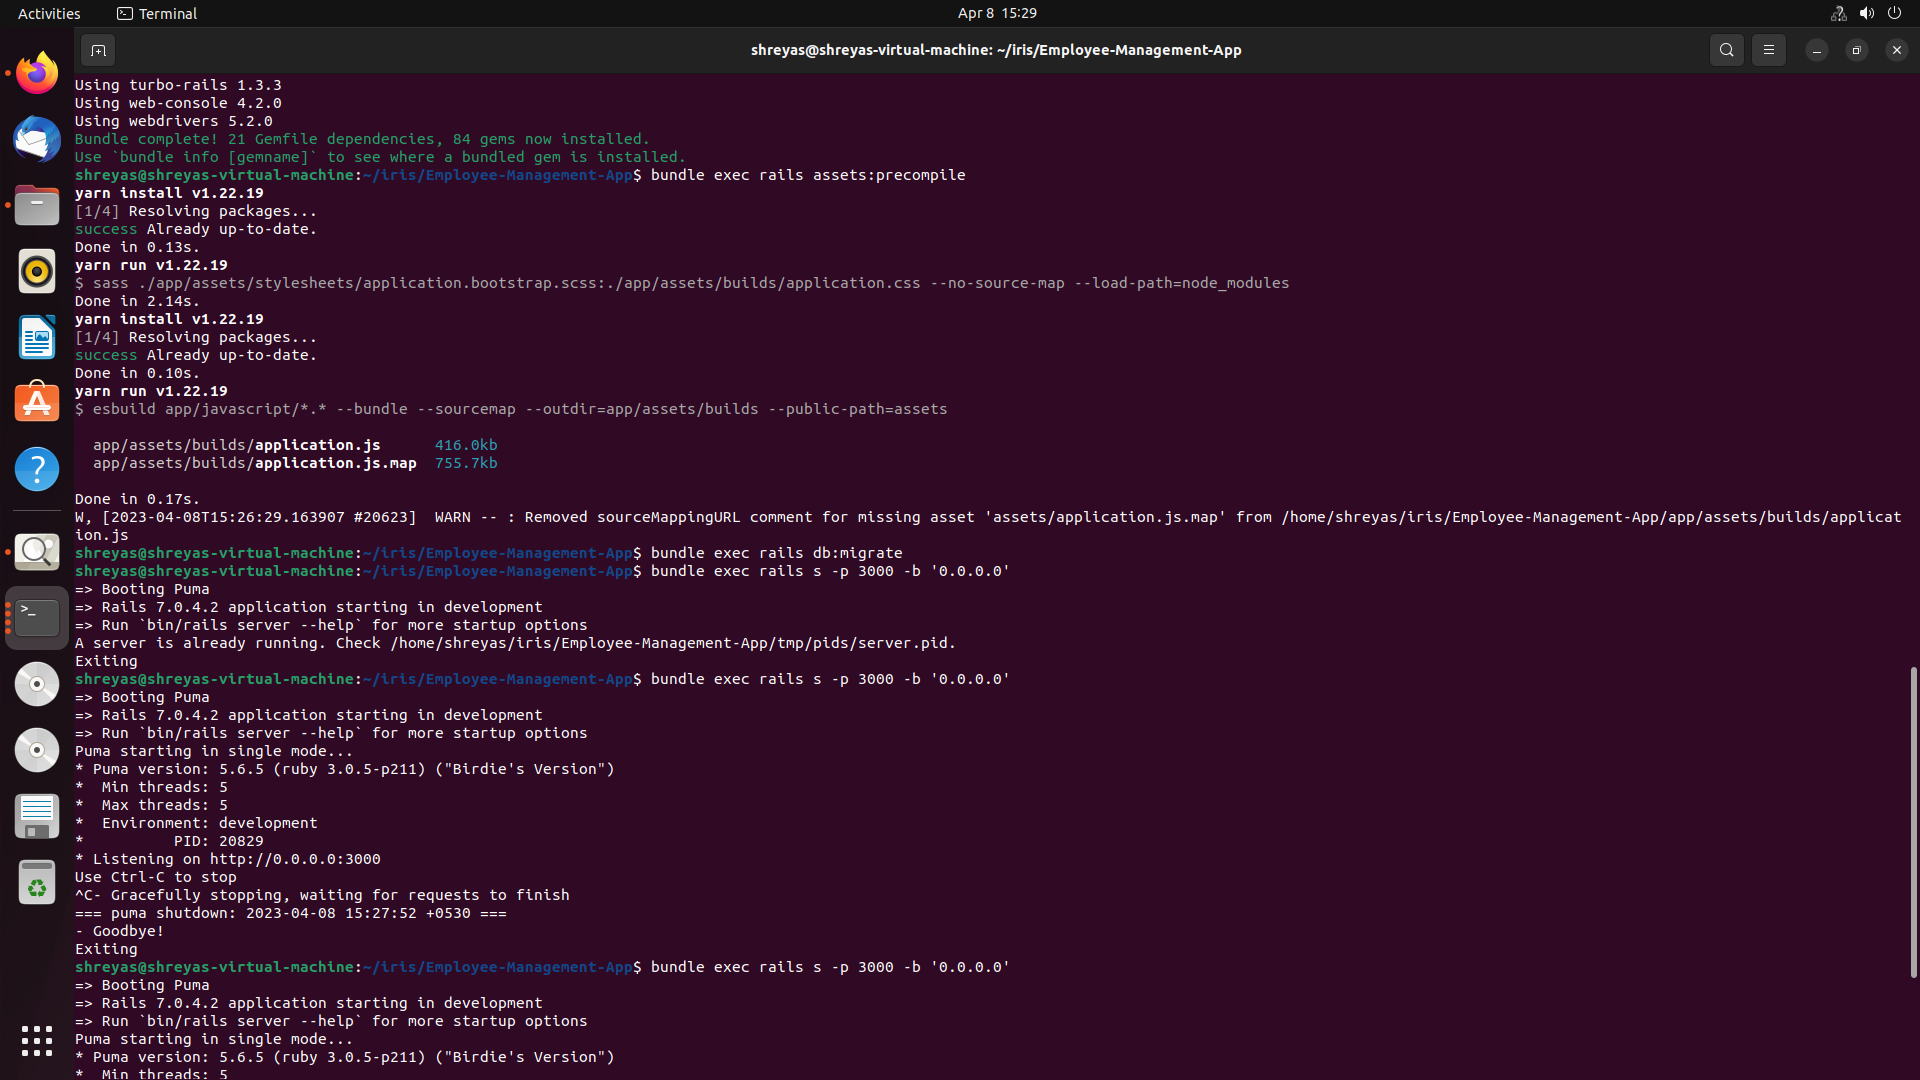 Activities
Terminal
Apr 8 15:29
shreyas@shreyas-virtual-machine: ~/iris/Employee-Management-App
Using turbo-rails 1.3.3
Using web-console 4.2.0
Using webdrivers 5.2.0
Bundle complete! 21 Gemfile dependencies, 84 gems now installed.
Use `bundle info [gemname]` to see where a bundled gem is installed.
shreyas@shreyas-virtual-machine:~/iris/Employee-Management-App$ bundle exec rails assets:precompile
yarn install v1.22.19
[1/4] Resolving packages...
success Already up-to-date.
Done in 0.13s.
yarn run v1.22.19
$ sass ./app/assets/stylesheets/application.bootstrap.scss:./app/assets/builds/application.css --no-source-map --load-path=node_modules
Done in 2.14s.
yarn install v1.22.19
[1/4] Resolving packages...
success Already up-to-date.
Done in 0.10s.
yarn run v1.22.19
$ esbuild app/javascript/*.* --bundle --sourcemap --outdir=app/assets/builds --public-path=assets
app/assets/builds/application.js 416.0kb
app/assets/builds/application.js.map 755.7kb
Done in 0.17s.
W, [2023-04-08T15:26:29.163907 #20623]  WARN -- : Removed sourceMappingURL comment for missing asset 'assets/application.js.map' from /home/shreyas/iris/Employee-Management-App/app/assets/builds/applicat
ion.js
shreyas@shreyas-virtual-machine:~/iris/Employee-Management-App$ bundle exec rails db:migrate
shreyas@shreyas-virtual-machine:~/iris/Employee-Management-App$ bundle exec rails s -p 3000 -b '0.0.0.0'
=> Booting Puma
=> Rails 7.0.4.2 application starting in development
=> Run `bin/rails server --help` for more startup options
A server is already running. Check /home/shreyas/iris/Employee-Management-App/tmp/pids/server.pid.
Exiting
shreyas@shreyas-virtual-machine:~/iris/Employee-Management-App$ bundle exec rails s -p 3000 -b '0.0.0.0'
=> Booting Puma
=> Rails 7.0.4.2 application starting in development
=> Run `bin/rails server --help` for more startup options
Puma starting in single mode...
* Puma version: 5.6.5 (ruby 3.0.5-p211) ("Birdie's Version")
*  Min threads: 5
*  Max threads: 5
*  Environment: development
*          PID: 20829
* Listening on http://0.0.0.0:3000
Use Ctrl-C to stop
^C- Gracefully stopping, waiting for requests to finish
=== puma shutdown: 2023-04-08 15:27:52 +0530 ===
- Goodbye!
Exiting
shreyas@shreyas-virtual-machine:~/iris/Employee-Management-App$ bundle exec rails s -p 3000 -b '0.0.0.0'
=> Booting Puma
=> Rails 7.0.4.2 application starting in development
=> Run `bin/rails server --help` for more startup options
Puma starting in single mode...
* Puma version: 5.6.5 (ruby 3.0.5-p211) ("Birdie's Version")
*  Min threads: 5